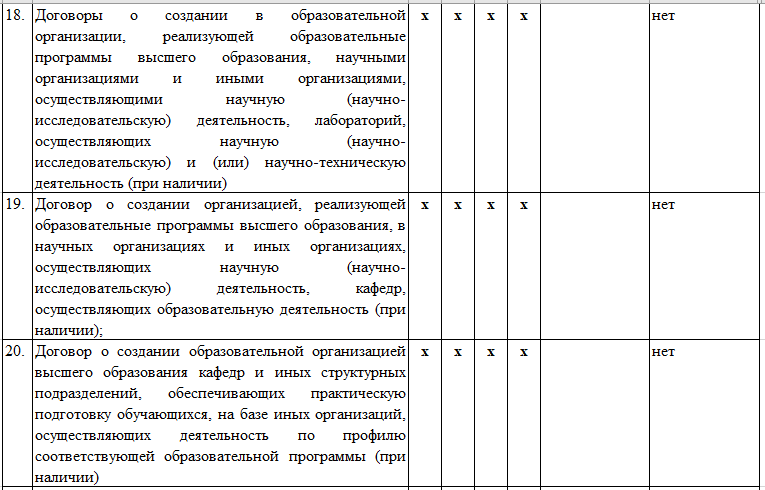 18. Договоры о создании в образовательной х х х х нет
организации, реализующей образовательные
программы высшего образования, научными
организациями и иными организациями,
осуществляющими научную (научно-
исследовательскую) деятельность, лабораторий,
осуществляющих научную (научно-
исследовательскую) и (или) научно-техническую
деятельность (при наличии)
19. Договор о создании организацией, реализующей х х х х нет
образовательные программы высшего образования, в
научных организациях и иных организациях,
осуществляющих научную (научно-
исследовательскую) деятельность, кафедр,
осуществляющих образовательную деятельность (при
наличии);
20. Договор о создании образовательной организацией х х х х нет
высшего образования кафедр и иных структурных
подразделений, обеспечивающих практическую
подготовку обучающихся, на базе иных организаций,
осуществляющих деятельность по профилю
соответствующей образовательной программы (при
наличии)